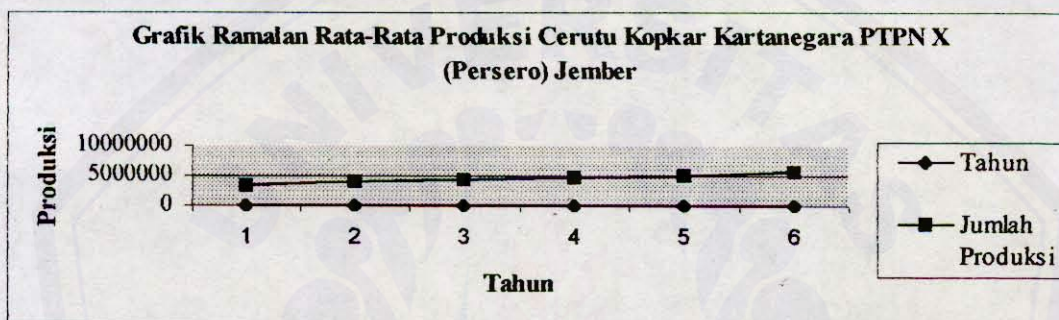 Grafik Ramalan Rata-Rata Produksi Cerutu Kopkar Kartanegara PTPN X
(Persero) Jember
Produksi
10000000
5000000
0
1 2 3 4 5 6
Tahun
Tahun
Jumlah
Produksi